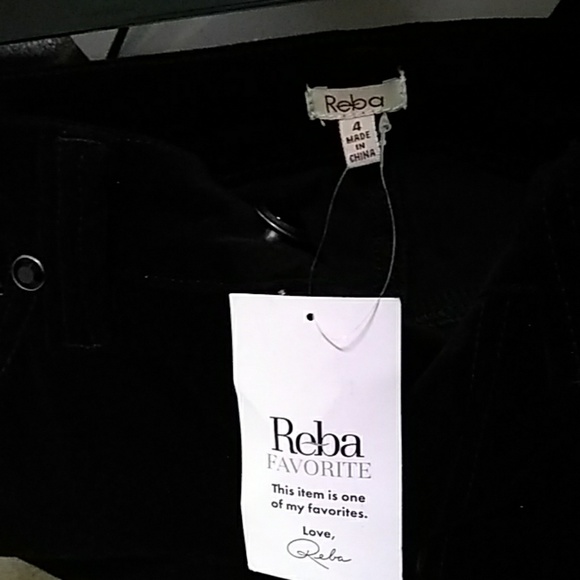 Reba
4
MADE
IN
CHINA
Reba
FAVORITE
This item is one
of my favorites.
Love,
Reba